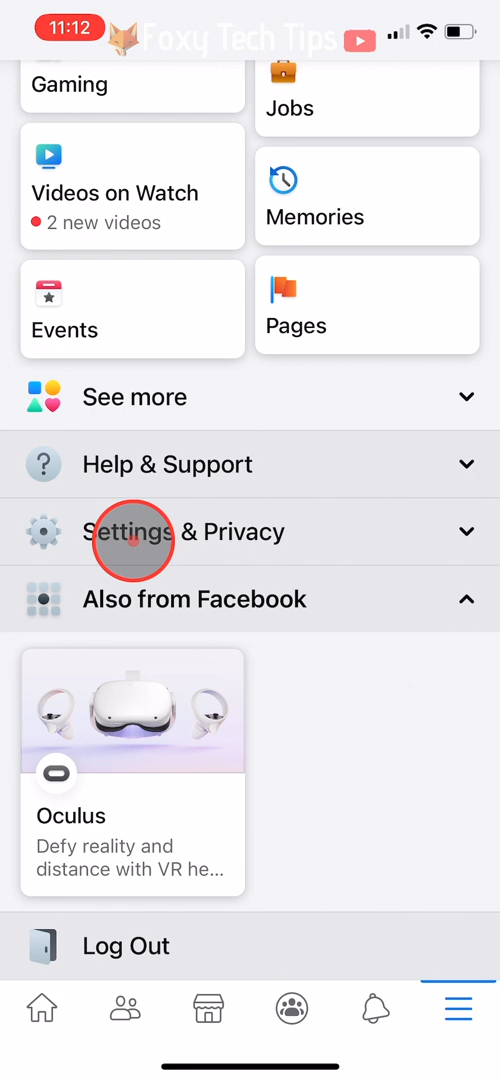 11:12
Foxy Tech Tips
Gaming
Jobs
Videos on Watch
2 new videos
Memories
Events
Pages
See more
Help & Support
Settings & Privacy
Also from Facebook
Oculus
Defy reality and
distance with VR he...
Log Out